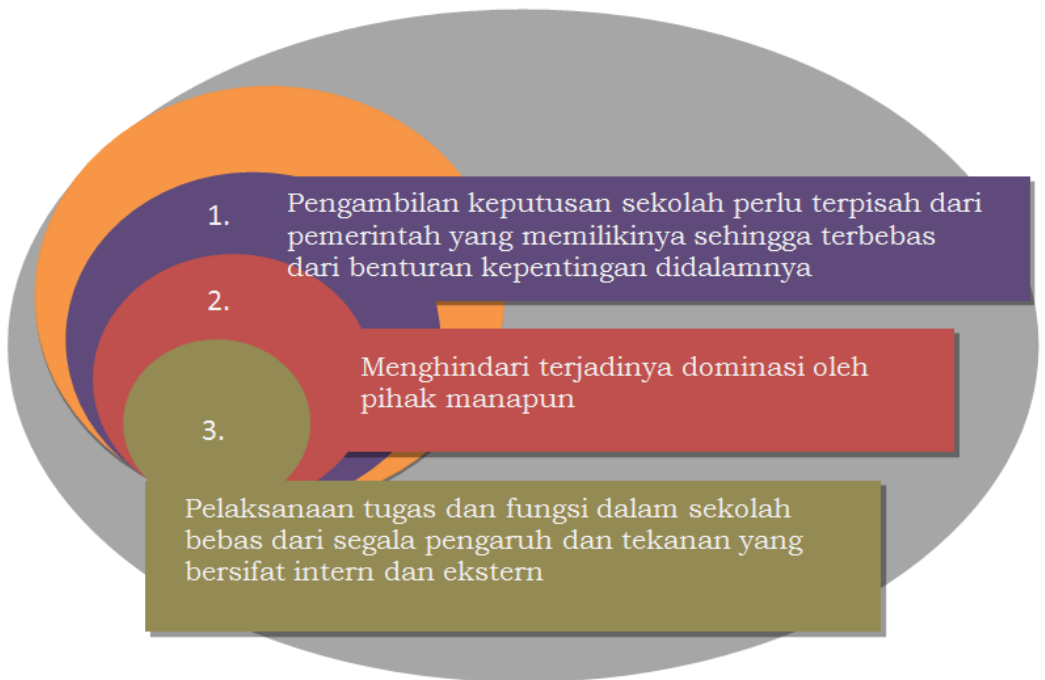 1.
Pengambilan keputusan sekolah perlu terpisah dari
pemerintah yang memilikinya sehingga terbebas
dari benturan kepentingan didalamnya
2.
Menghindari terjadinya dominasi oleh
pihak manapun
3.
Pelaksanaan tugas dan fungsi dalam sekolah
bebas dari segala pengaruh dan tekanan yang
bersifat intern dan ekstern